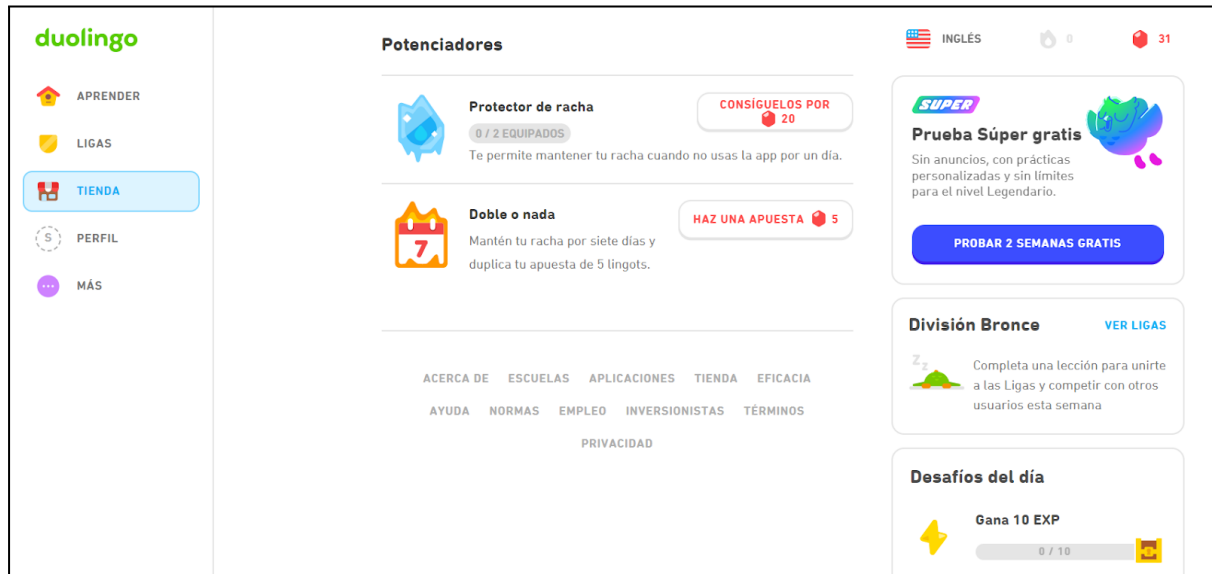 duolingo
APRENDER
LIGAS
TIENDA
S
PERFIL
MÁS
Potenciadores
Protector de racha
0 / 2 EQUIPADOS
CONSÍGUELOS POR
20
Te permite mantener tu racha cuando no usas la app por un día.
7
Doble o nada
HAZ UNA APUESTA 5
Mantén tu racha por siete días y
duplica tu apuesta de 5 lingots.
ACERCA DE ESCUELAS APLICACIONES TIENDA EFICACIA
AYUDA NORMAS EMPLEO INVERSIONISTAS TÉRMINOS
PRIVACIDAD
INGLÉS 0 31
SUPER
Prueba Súper gratis
Sin anuncios, con prácticas
personalizadas y sin límites
para el nivel Legendario.
PROBAR 2 SEMANAS GRATIS
División Bronce VER LIGAS
Z Z
Completa una lección para unirte
a las Ligas y competir con otros
usuarios esta semana
Desafíos del día
Gana 10 EXP
0 / 10